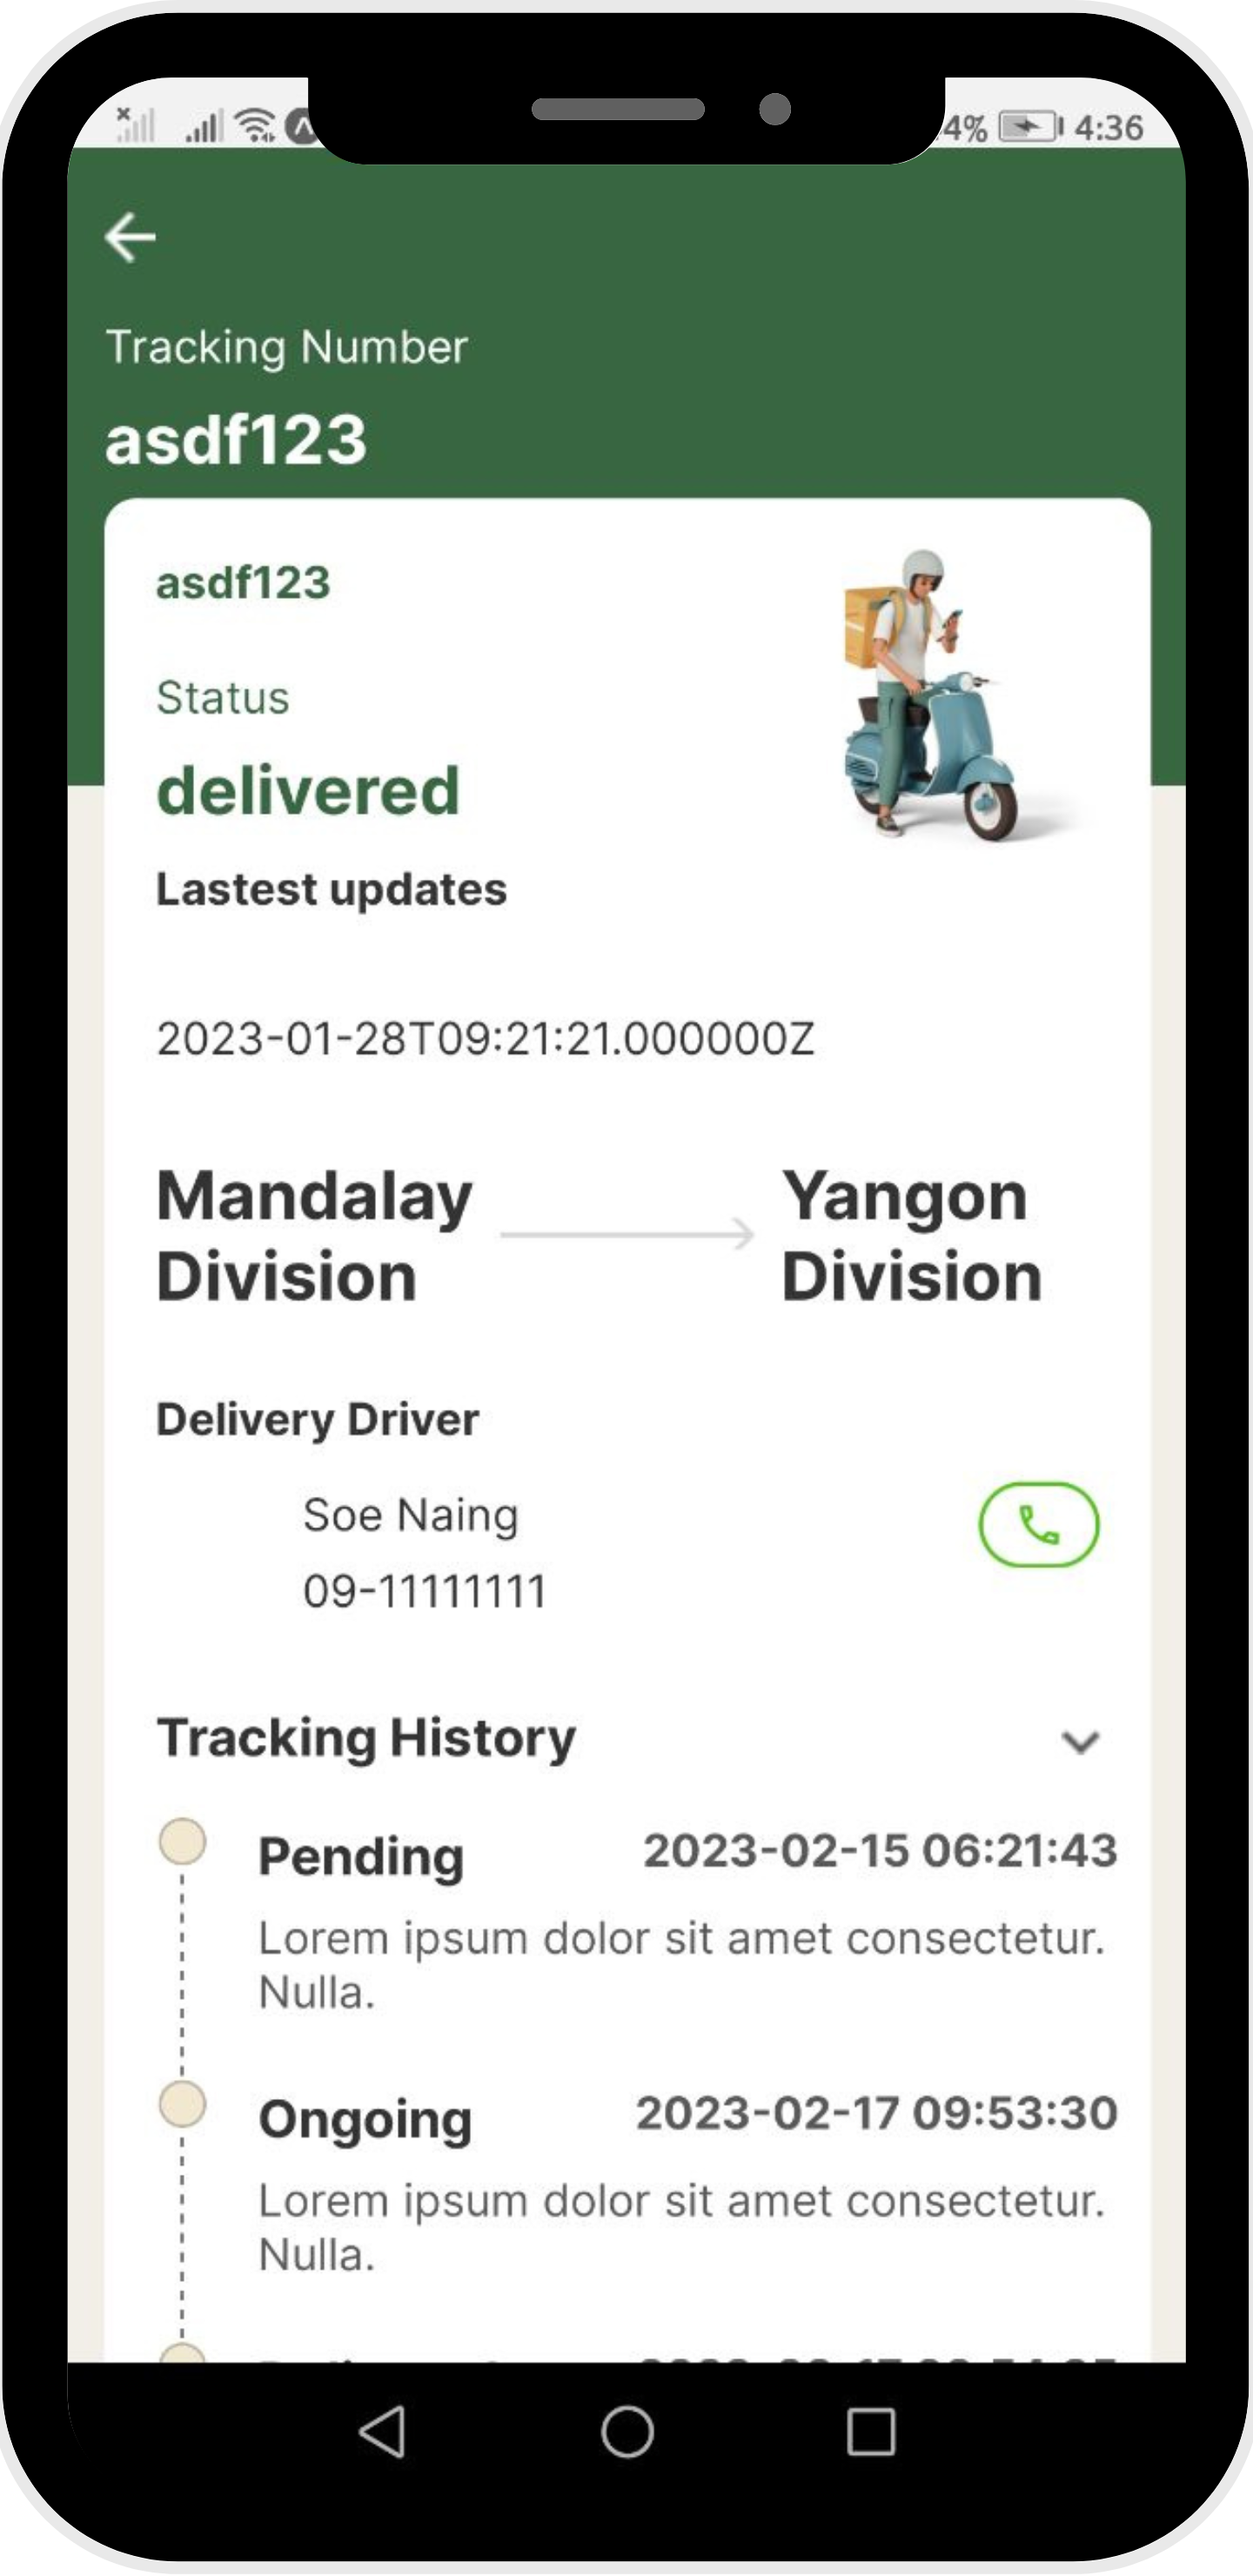 4% 4:36
Tracking Number
asdf123
asdf123
Status
delivered
Lastest updates
2023-01-28T09:21:21.000000Z
Mandalay
Division
Yangon
Division
Delivery Driver
Soe Naing
09-11111111
Tracking History
Pending 2023-02-15 06:21:43
Lorem ipsum dolor sit amet consectetur.
Nulla.
Ongoing 2023-02-17 09:53:30
Lorem ipsum dolor sit amet consectetur.
Nulla.